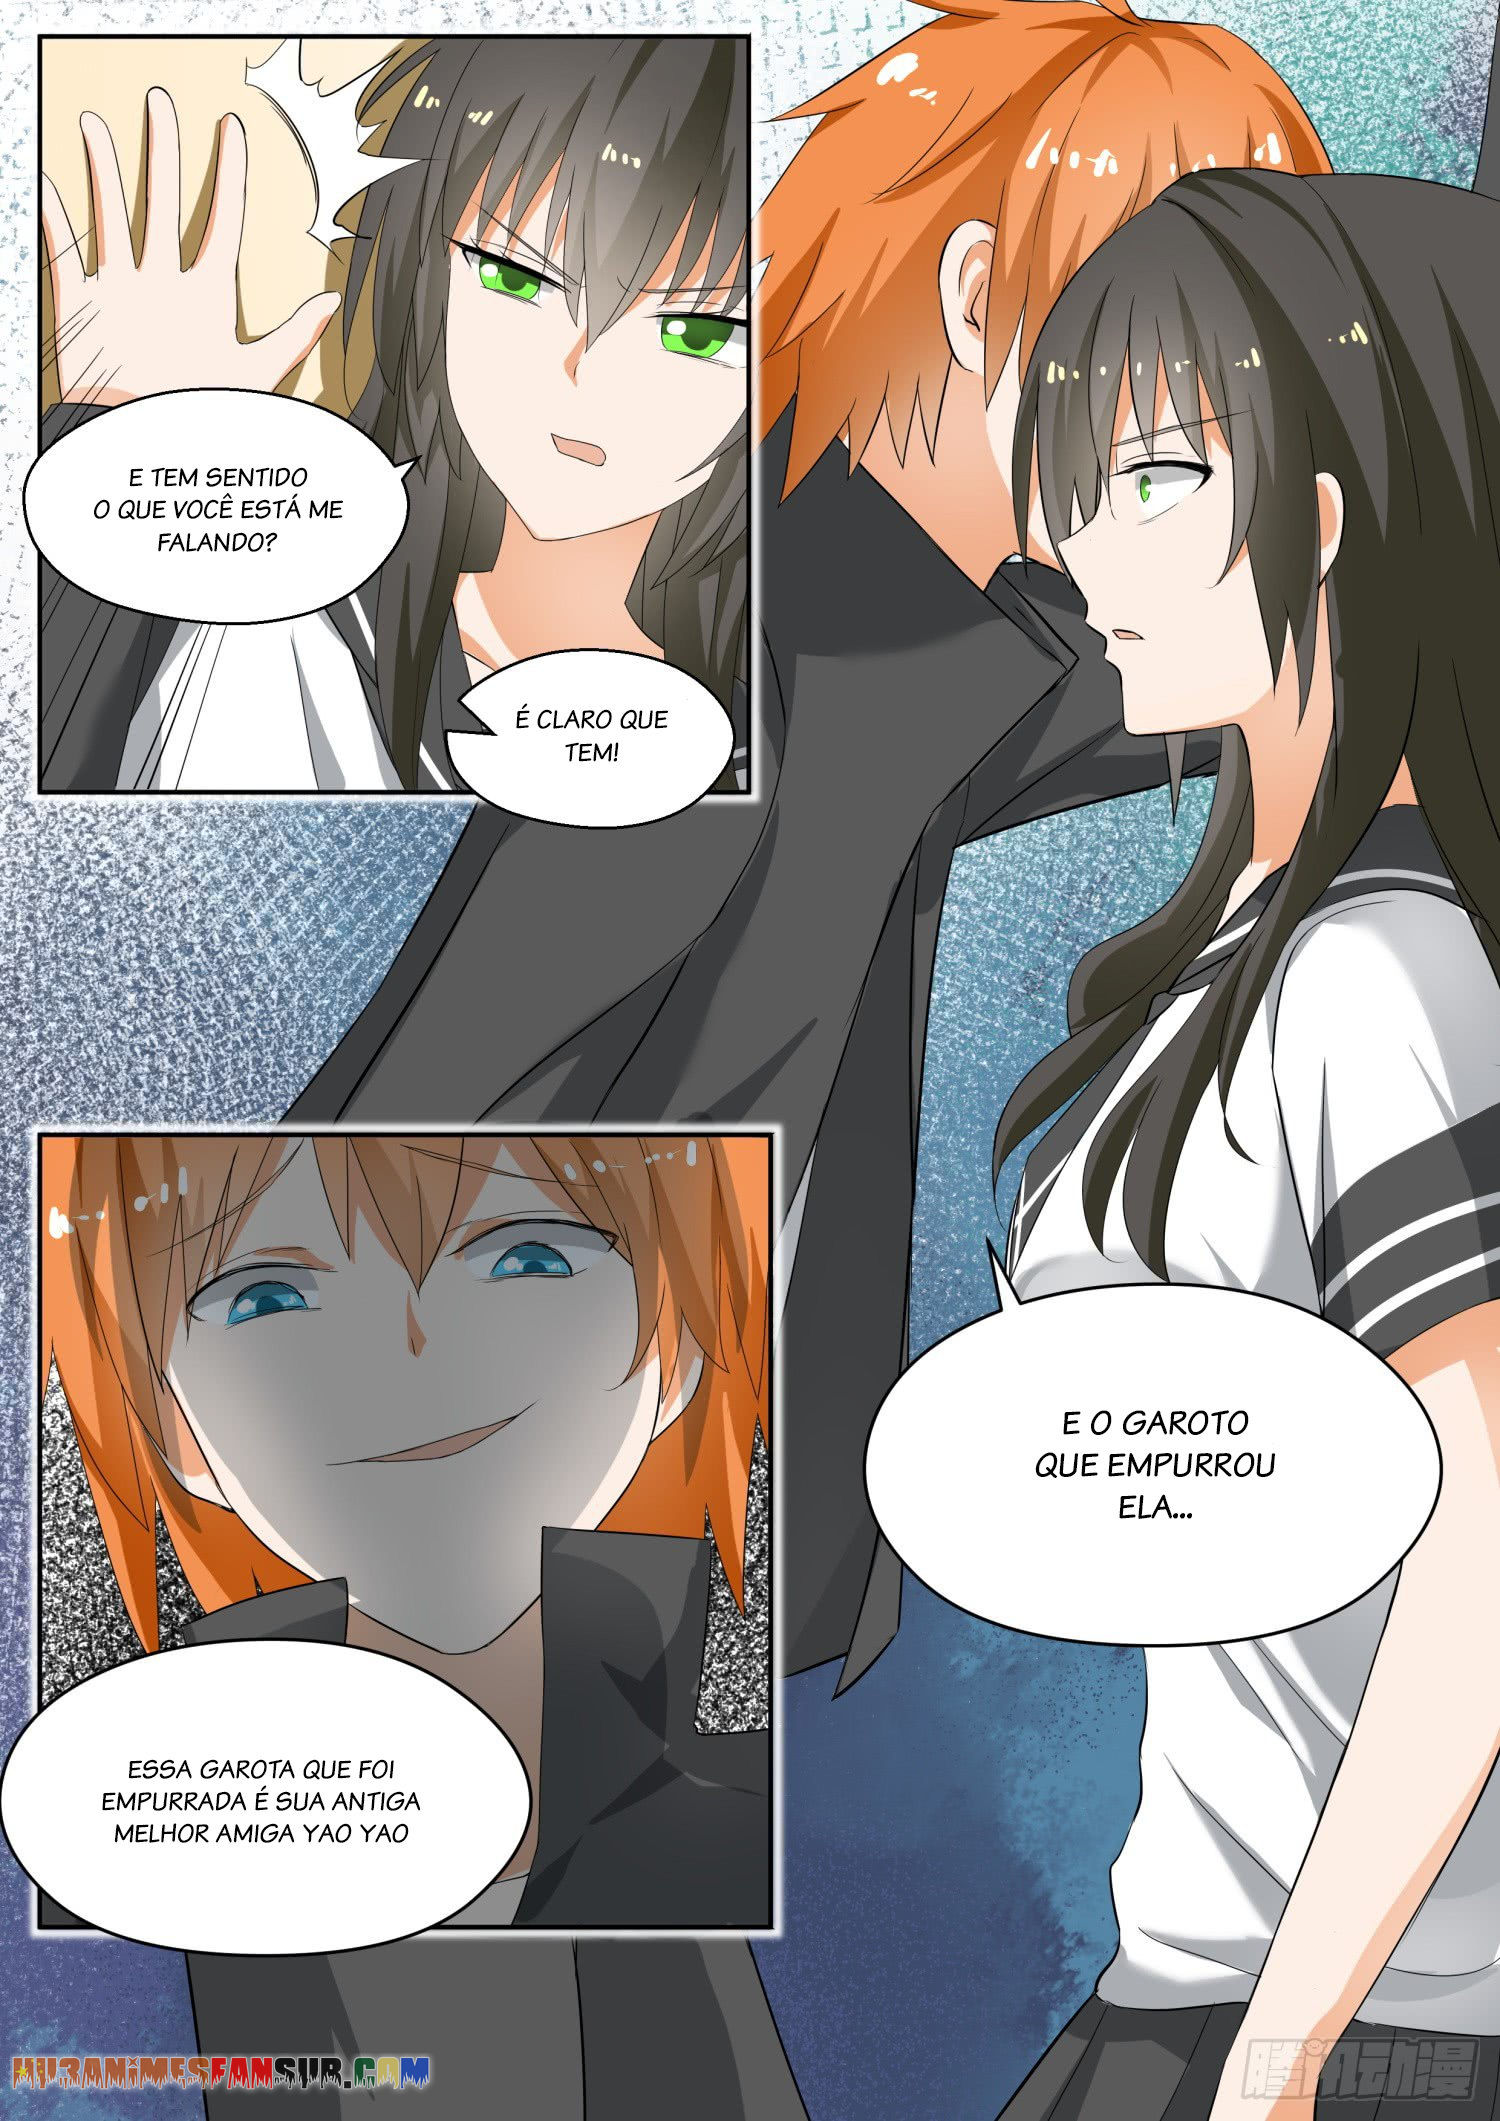 E TEM SENTIDO
O QUE VOCÊ ESTÁ ME
FALANDO?
É CLARO QUE
TEM!
E O GAROTO
QUE EMPURROU
ELA...
ESSA GAROTA QUE FOI
EMPURRADA É SUA ANTIGA
MELHOR AMIGA YAO YAO
HU3ANIMESFANSUB.COM
腾讯动漫